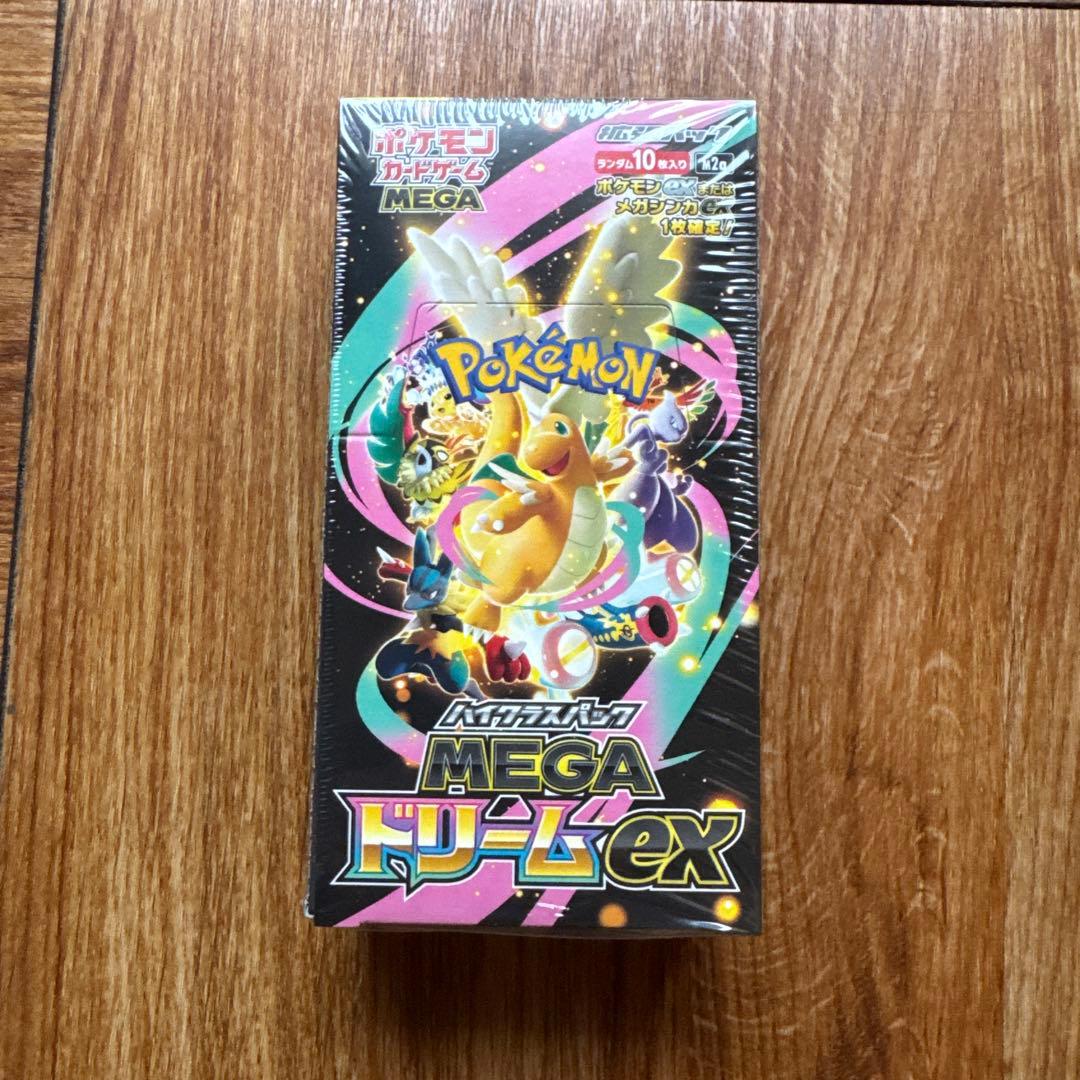 ポケモン
カードゲーム
MEGA
拡張パック
ランダム10枚入り M2a
ポケモンexまたは
メガシンカex
1枚確定!
POKéMON
ハイクラスパック
MEGA
ドリームex